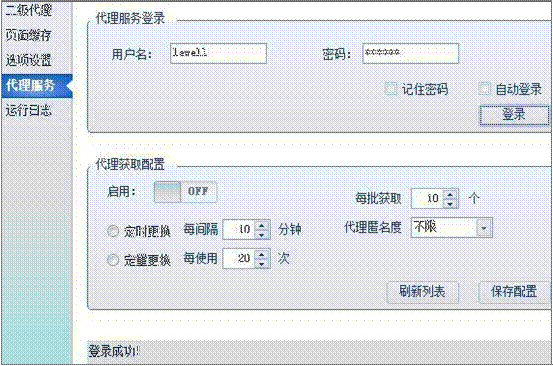 二级代理
页面缓存
选项设置
代理服务
运行日志
代理服务登录
用户名: lswell1 密码: ******
记住密码 自动登录
登录
代理获取配置
启用: OFF
每批获取 10 个
定时更换 每间隔 10 分钟 代理匿名度 不限
定量更换 每使用 20 次
刷新列表 保存配置
登录成功!